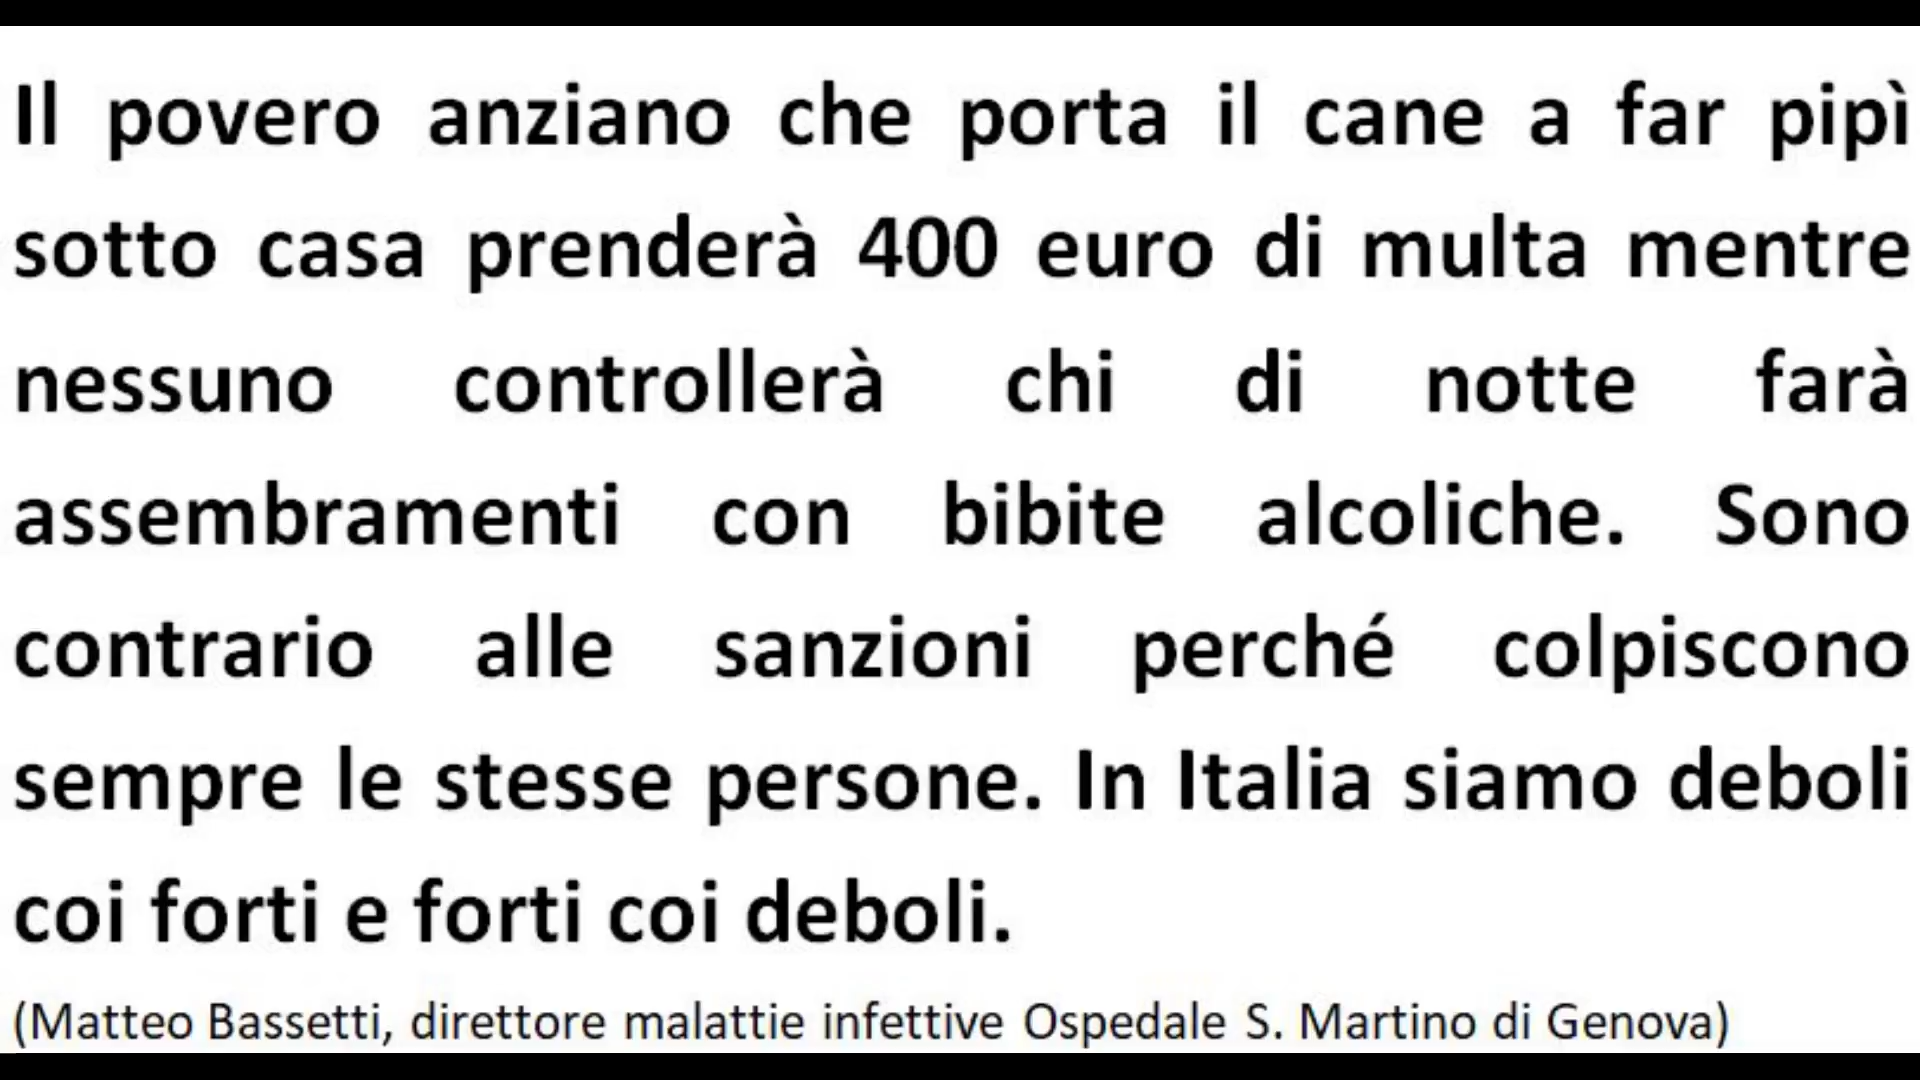 Il povero anziano che porta il cane a far pipì
sotto casa prenderà 400 euro di multa mentre
nessuno controllerà chi di notte farà
assembramenti con bibite alcoliche. Sono
contrario alle sanzioni perché colpiscono
sempre le stesse persone. In Italia siamo deboli
coi forti e forti coi deboli.
(Matteo Bassetti, direttore malattie infettive Ospedale S. Martino di Genova)